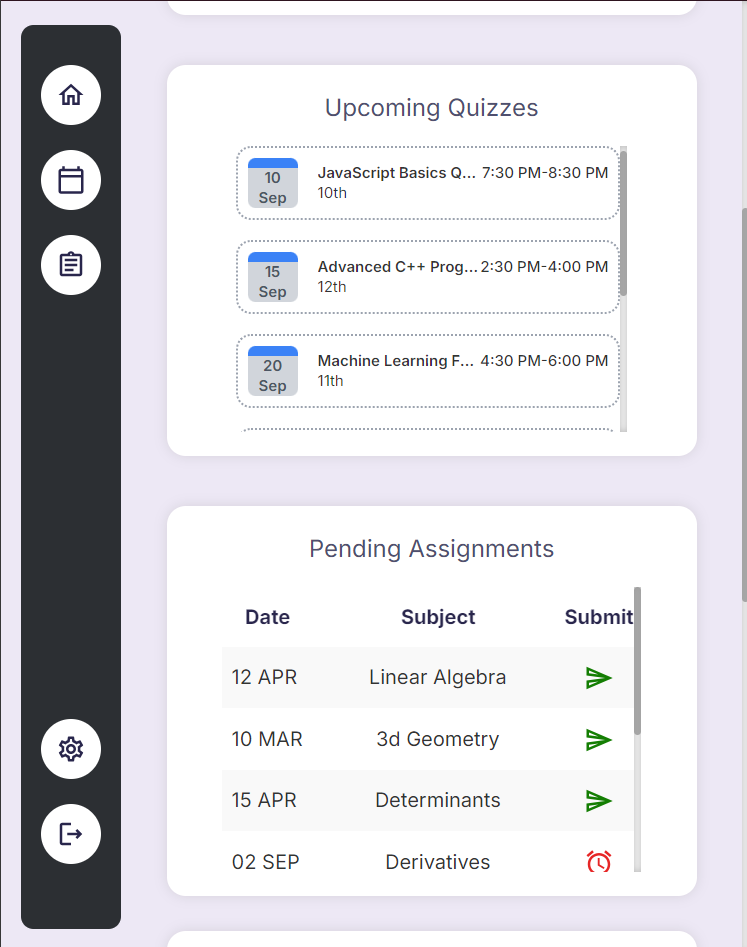 Upcoming Quizzes
10 Sep
JavaScript Basics Q... 7:30 PM-8:30 PM
10th
15 Sep
Advanced C++ Prog... 2:30 PM-4:00 PM
12th
20 Sep
Machine Learning F... 4:30 PM-6:00 PM
11th
Pending Assignments
Date Subject Submit
12 APR Linear Algebra
10 MAR 3d Geometry
15 APR Determinants
02 SEP Derivatives